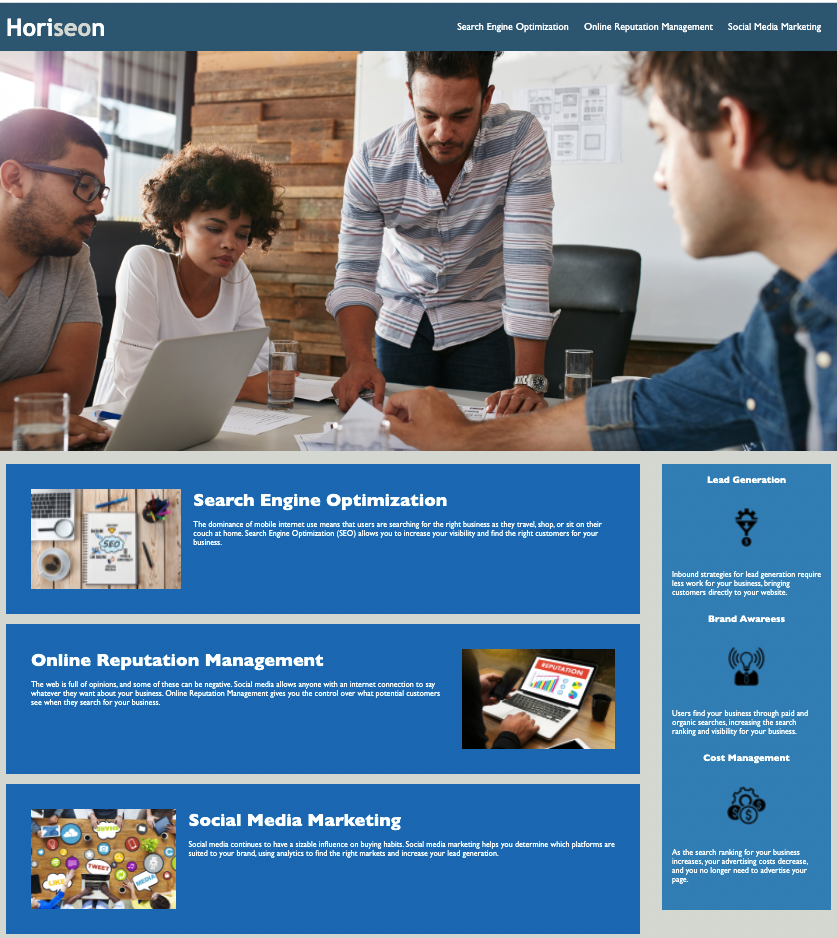 Horiseon
Search Engine Optimization
Online Reputation Management
Social Media Marketing
Search Engine Optimization
The dominance of mobile internet use means that users are searching for the right business as they travel, shop, or sit on their
couch at home. Search Engine Optimization (SEO) allows you to increase your visibility and find the right customers for your
business.
SEO
Online Reputation Management
The web is full of opinions, and some of these can be negative. Social media allows anyone with an internet connection to say
whatever they want about your business. Online Reputation Management gives you the control over what potential customers
see when they search for your business.
REPUTATION
Social Media Marketing
Social media continues to have a sizable influence on buying habits. Social media marketing helps you determine which platforms are
suited to your brand, using analytics to find the right markets and increase your lead generation.
SHARE
TWEET
LIKE
MEDIA
Lead Generation
Inbound strategies for lead generation require
less work for your business, bringing
customers directly to your website.
Brand Awareess
Users find your business through paid and
organic searches, increasing the search
ranking and visibility for your business.
Cost Management
As the search ranking for your business
increases, your advertising costs decrease,
and you no longer need to advertise your
page.